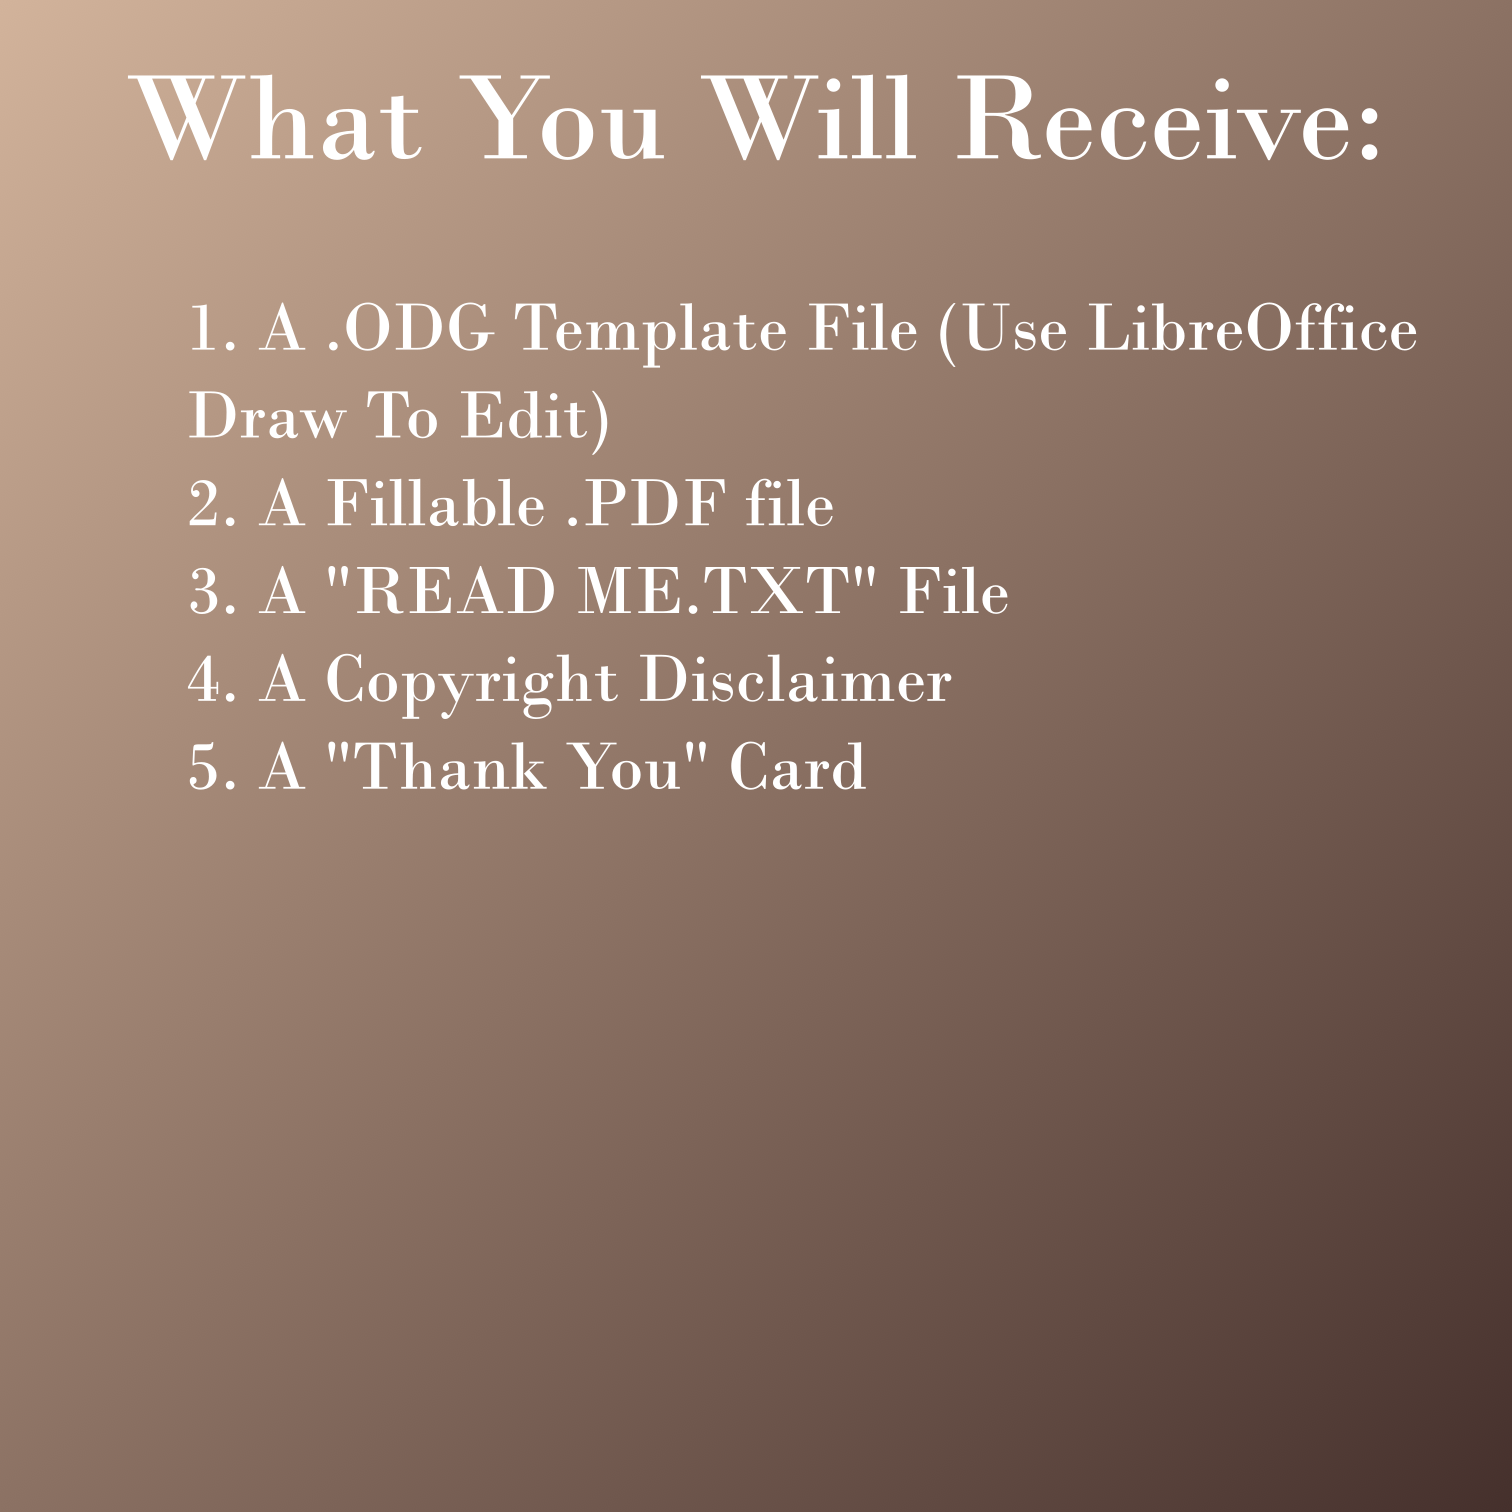 What You Will Receive:
1. A .ODG Template File (Use LibreOffice
Draw To Edit)
2. A Fillable .PDF file
3. A "READ ME.TXT" File
4. A Copyright Disclaimer
5. A "Thank You" Card